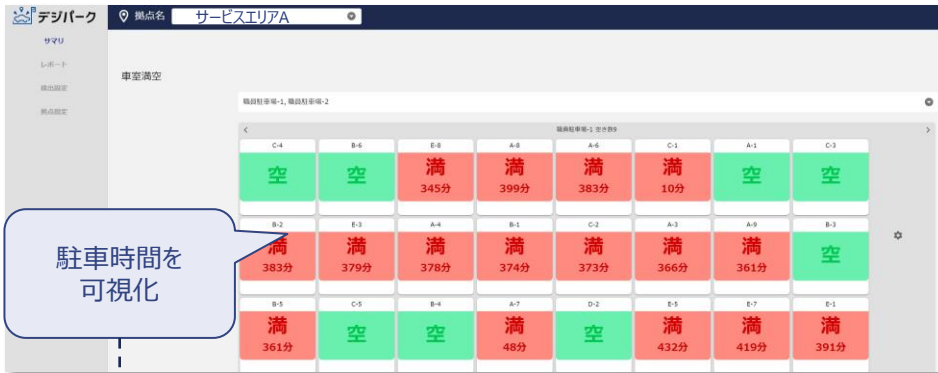 デジパーク
拠点名
サービスエリアA
サマリ
レポート
検出設定
拠点設定
車室満空
職員駐車場-1, 職員駐車場-2
職員駐車場-1 空き数9
C-4 B-6 E-8 A-8 A-6 C-1 A-1 C-3
空 空 満 満 満 満 空 空
345分 399分 383分 10分
B-2 E-3 A-4 B-1 C-2 A-3 A-9 B-3
満 満 満 満 満 満 満 空
383分 379分 378分 374分 373分 366分 361分
B-5 C-5 B-4 A-7 D-2 E-5 E-7 E-1
満 空 空 満 空 満 満 満
361分 48分 432分 419分 391分
駐車時間を
可視化